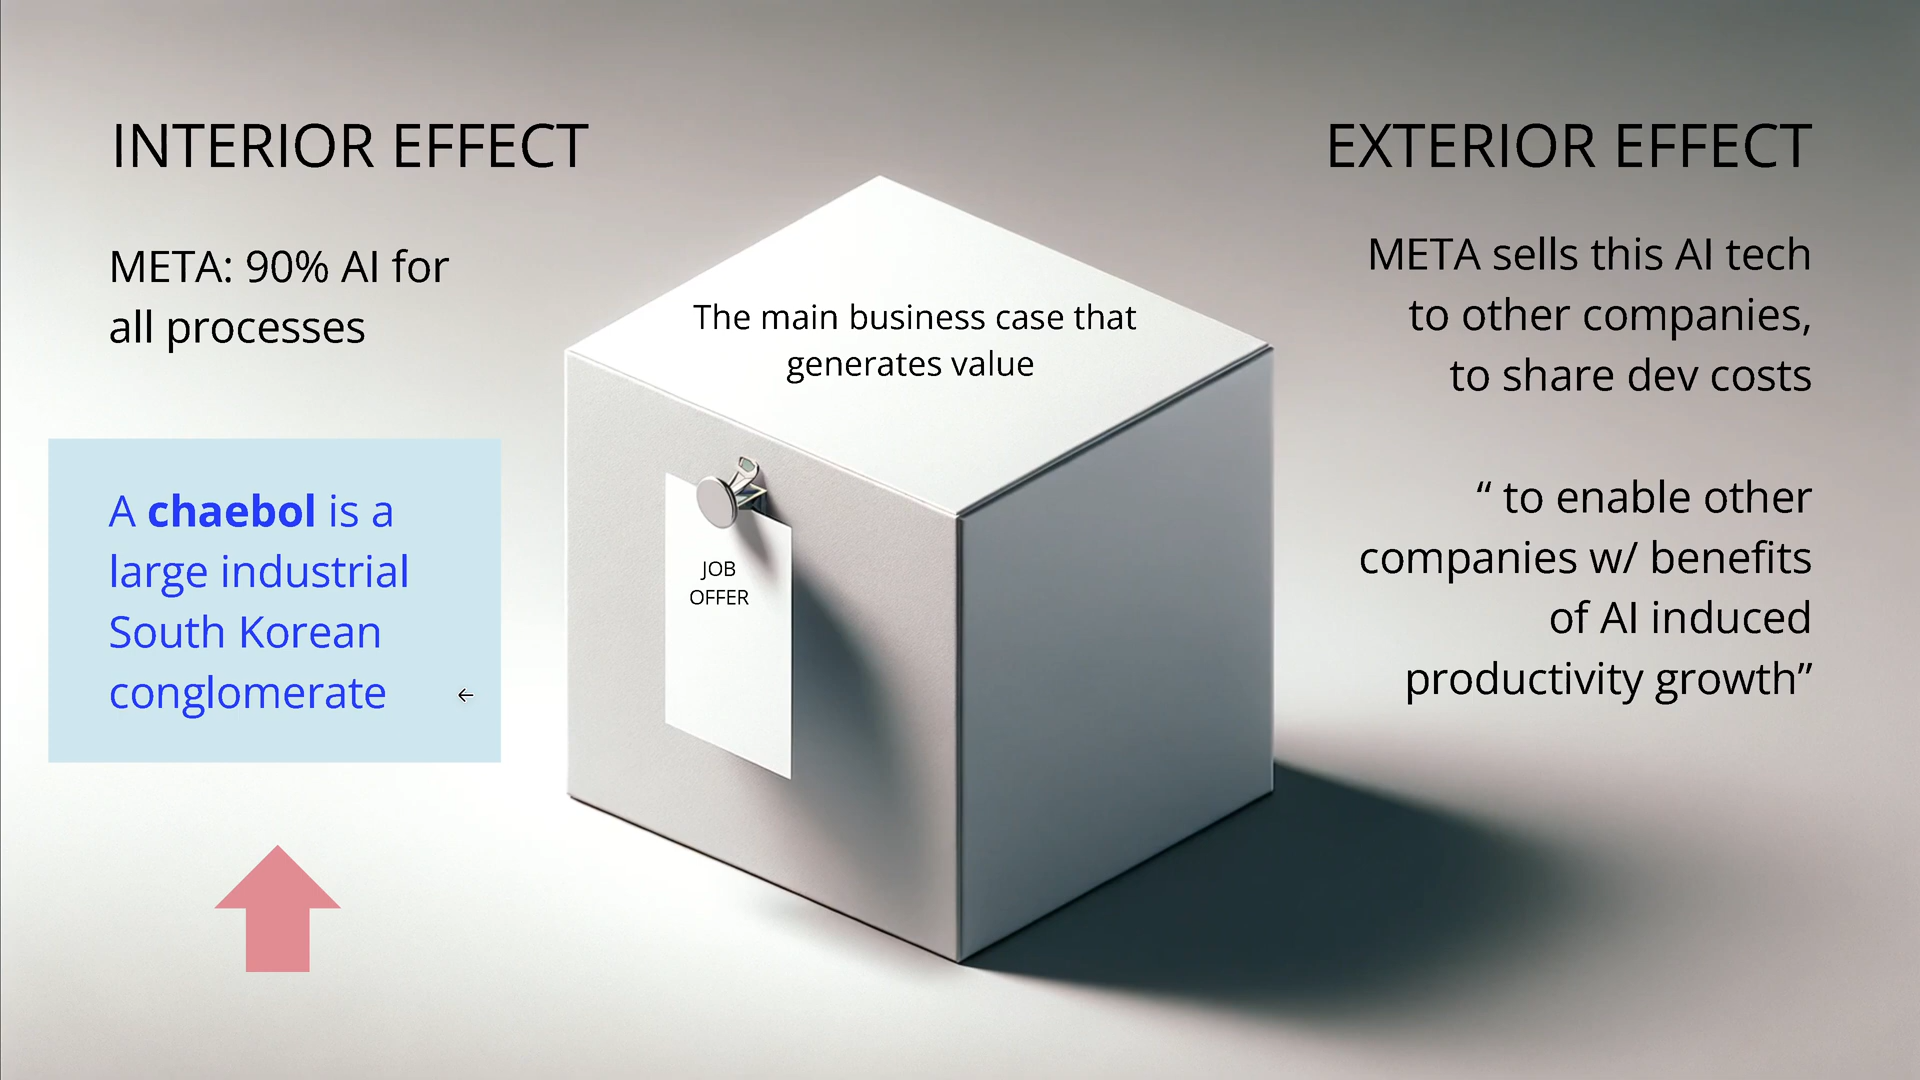 INTERIOR EFFECT
META: 90% AI for
all processes
A chaebol is a
large industrial
South Korean
conglomerate
The main business case that
generates value
JOB
OFFER
EXTERIOR EFFECT
META sells this AI tech
to other companies,
to share dev costs
“ to enable other
companies w/ benefits
of AI induced
productivity growth”